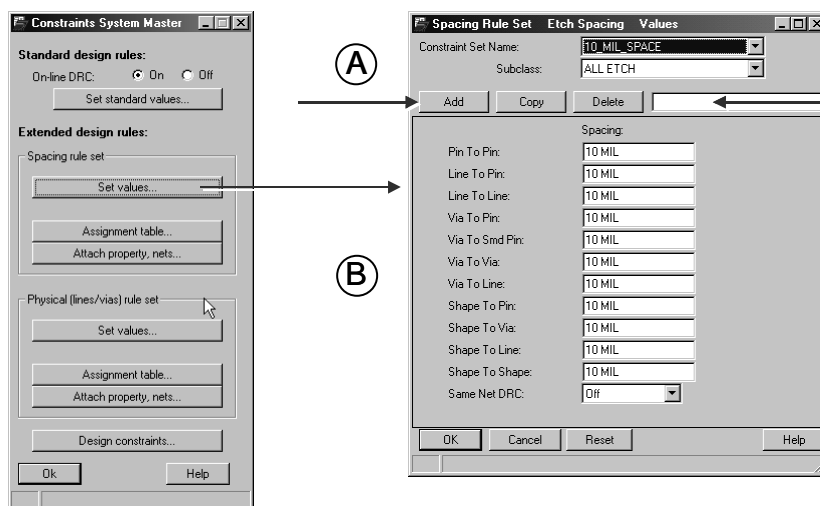 Constraints System Master
Standard design rules:
On-line DRC: On Off
Set standard values...
Extended design rules:
Spacing rule set
Set values...
Assignment table...
Attach property, nets...
Physical (lines/vias) rule set
Set values...
Assignment table...
Attach property, nets...
Design constraints...
Ok Help
A
B
Spacing Rule Set Etch Spacing Values
Constraint Set Name: 10_MIL_SPACE
Subclass: ALL ETCH
Add Copy Delete
Spacing:
Pin To Pin: 10 MIL
Line To Pin: 10 MIL
Line To Line: 10 MIL
Via To Pin: 10 MIL
Via To Smd Pin: 10 MIL
Via To Via: 10 MIL
Via To Line: 10 MIL
Shape To Pin: 10 MIL
Shape To Via: 10 MIL
Shape To Line: 10 MIL
Shape To Shape: 10 MIL
Same Net DRC: Off
OK Cancel Reset Help